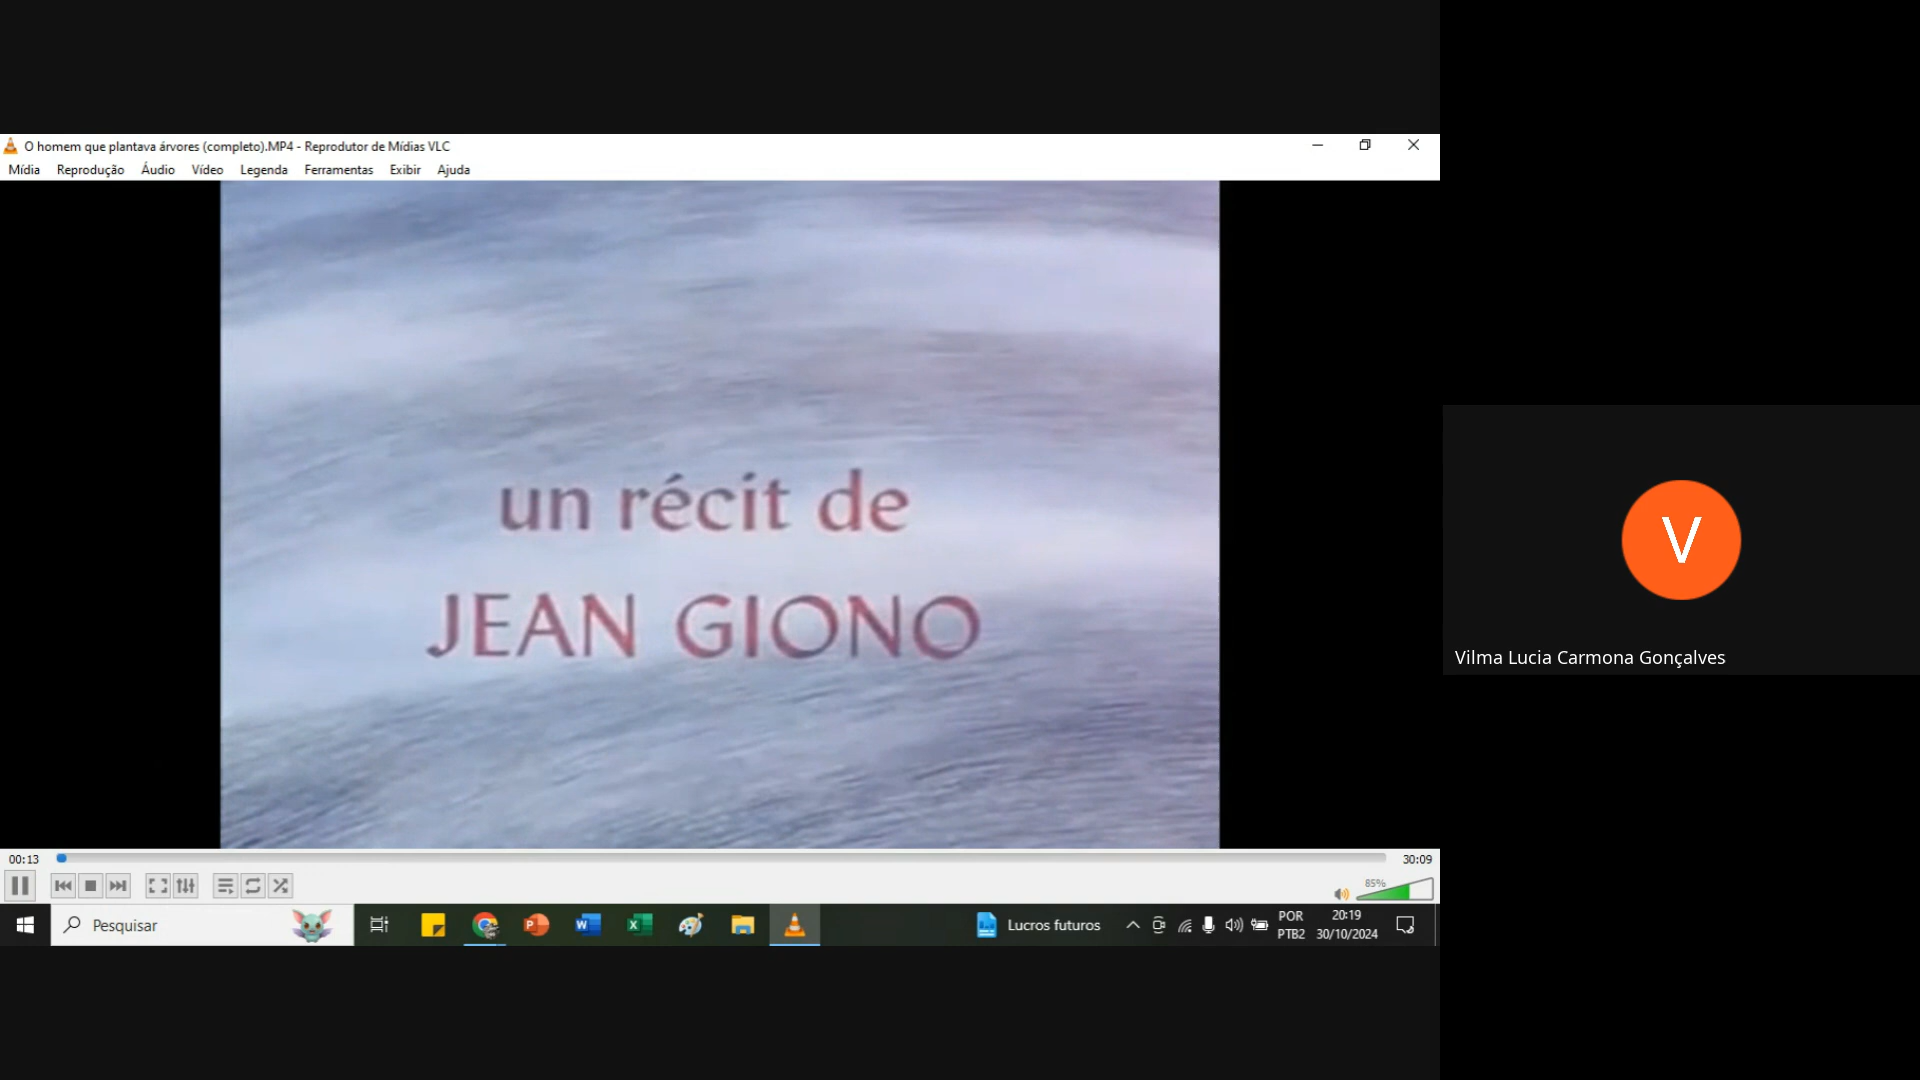 O homem que plantava árvores (completo).MP4 - Reprodutor de Mídias VLC
Mídia Reprodução Áudio Vídeo Legenda Ferramentas Exibir Ajuda
un récit de
JEAN GIONO
V
Vilma Lucia Carmona Gonçalves
00:13
30:09
85%
Pesquisar
Lucros futuros
POR
PTB2
20:19
30/10/2024